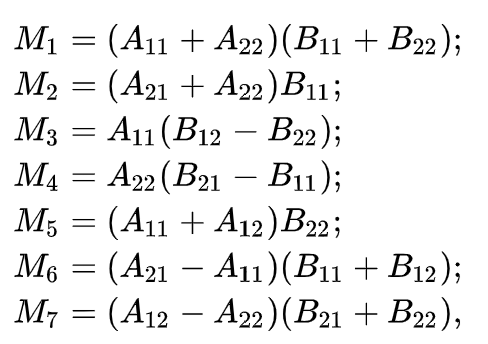 M₁ = (A₁₁ + A₂₂)(B₁₁ + B₂₂);
M₂ = (A₂₁ + A₂₂)B₁₁;
M₃ = A₁₁(B₁₂ − B₂₂);
M₄ = A₂₂(B₂₁ − B₁₁);
M₅ = (A₁₁ + A₁₂)B₂₂;
M₆ = (A₂₁ − A₁₁)(B₁₁ + B₁₂);
M₇ = (A₁₂ − A₂₂)(B₂₁ + B₂₂),